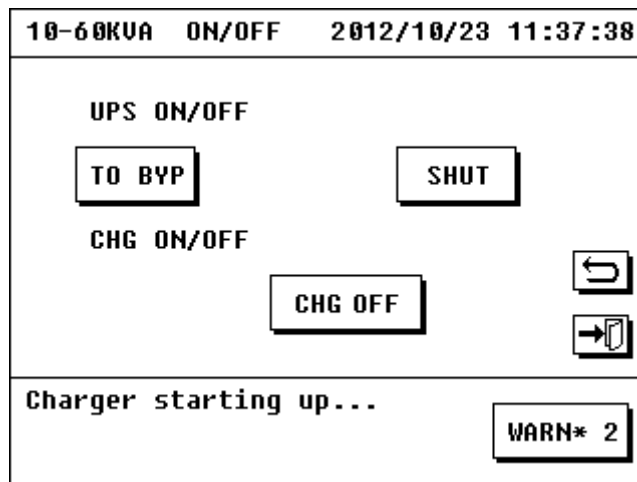 10-60KVA ON/OFF 2012/10/23 11:37:38
UPS ON/OFF
TO BYP SHUT
CHG ON/OFF
CHG OFF
Charger starting up...
WARN* 2